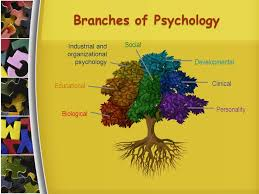 Branches of Psychology
Industrial and
organizational
psychology
Social
Developmental
Educational
Clinical
Personality
Biological